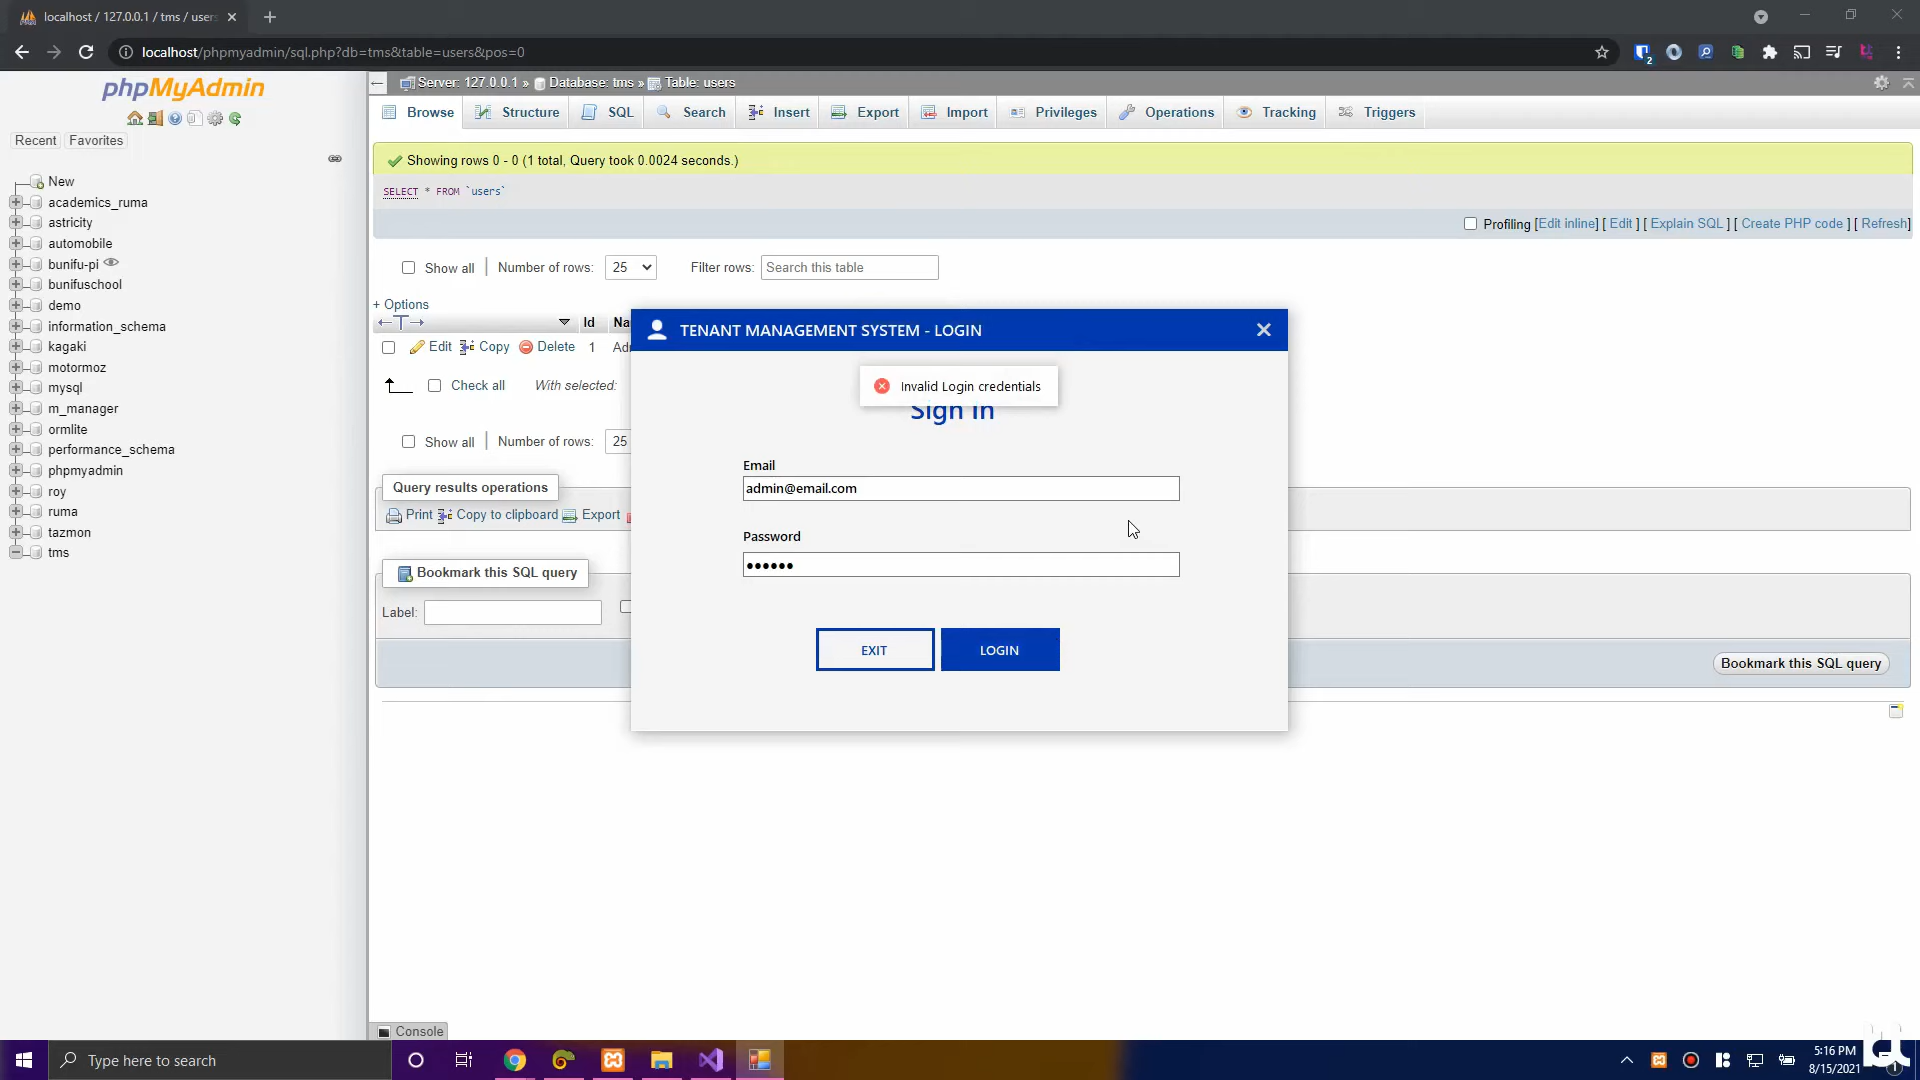 localhost / 127.0.0.1 / tms / users
localhost/phpmyadmin/sql.php?db=tms&table=users&pos=0
2
phpMyAdmin
Recent
Favorites
New
academics_ruma
astricity
automobile
bunifu-pi
bunifuschool
demo
information_schema
kagaki
motormoz
mysql
m_manager
ormlite
performance_schema
phpmyadmin
roy
ruma
tazmon
tms
Server: 127.0.0.1 » Database: tms » Table: users
Browse Structure SQL Search Insert Export Import Privileges Operations Tracking Triggers
Showing rows 0 - 0 (1 total, Query took 0.0024 seconds.)
SELECT * FROM `users`
Profiling [Edit inline] [ Edit ] [ Explain SQL ] [ Create PHP code ] [ Refresh]
Show all Number of rows: 25 Filter rows: Search this table
+ Options
Id
Edit Copy Delete 1
Check all With selected:
Show all Number of rows: 25
Query results operations
Print Copy to clipboard Export
Bookmark this SQL query
Label:
Bookmark this SQL query
Console
TENANT MANAGEMENT SYSTEM - LOGIN
Invalid Login credentials
Sign In
Email
admin@email.com
Password
EXIT
LOGIN
Type here to search
5:16 PM
8/15/2021
1